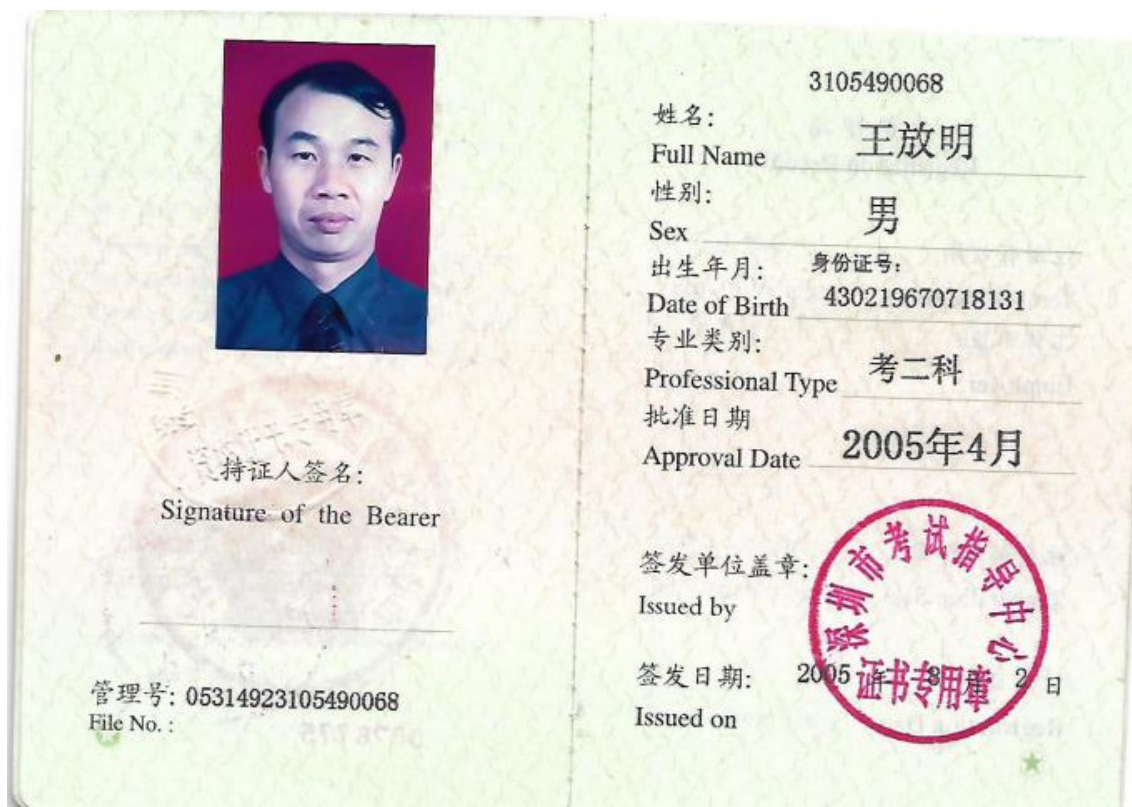 持证人签名:
Signature of the Bearer
管理号: 05314923105490068
File No. :
3105490068
姓名:
Full Name 王放明
性别:
Sex 男
出生年月: 身份证号:
Date of Birth 430219670718131
专业类别:
Professional Type 考二科
批准日期
Approval Date 2005年4月
签发单位盖章:
Issued by
深圳市考试指导中心
证书专用章
签发日期: 2005 年 8 月 2 日
Issued on